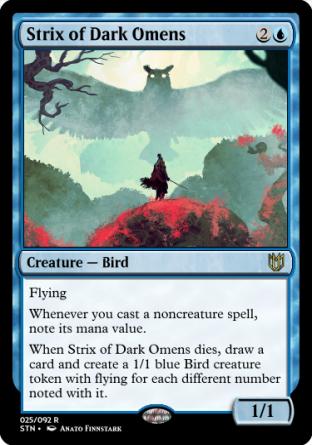 Strix of Dark Omens 2
Creature — Bird
Flying
Whenever you cast a noncreature spell,
note its mana value.
When Strix of Dark Omens dies, draw a
card and create a 1/1 blue Bird creature
token with flying for each different number
noted with it.
1/1
025/092 R
STN • Anato Finnstark